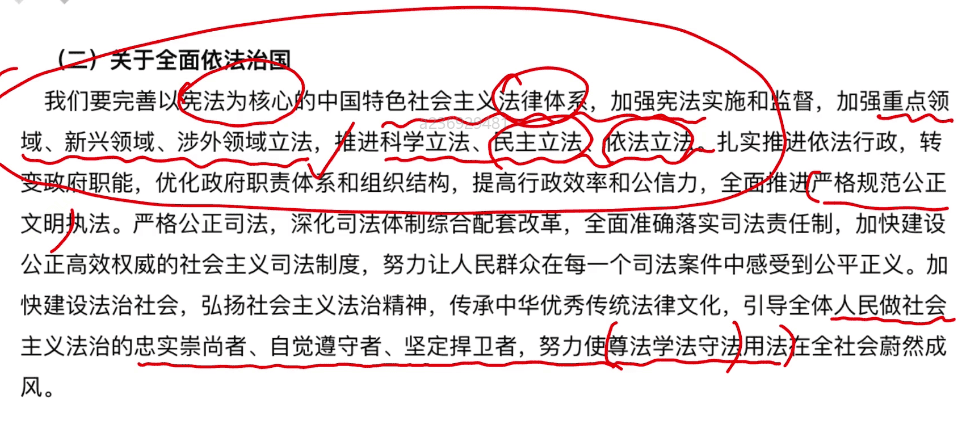 （二）关于全面依法治国
我们要完善以宪法为核心的中国特色社会主义法律体系，加强宪法实施和监督，加强重点领
域、新兴领域、涉外领域立法，推进科学立法、民主立法、依法立法。扎实推进依法行政，转
变政府职能，优化政府职责体系和组织结构，提高行政效率和公信力，全面推进严格规范公正
文明执法。严格公正司法，深化司法体制综合配套改革，全面准确落实司法责任制，加快建设
公正高效权威的社会主义司法制度，努力让人民群众在每一个司法案件中感受到公平正义。加
快建设法治社会，弘扬社会主义法治精神，传承中华优秀传统法律文化，引导全体人民做社会
主义法治的忠实崇尚者、自觉遵守者、坚定捍卫者，努力使尊法学法守法用法在全社会蔚然成
风。